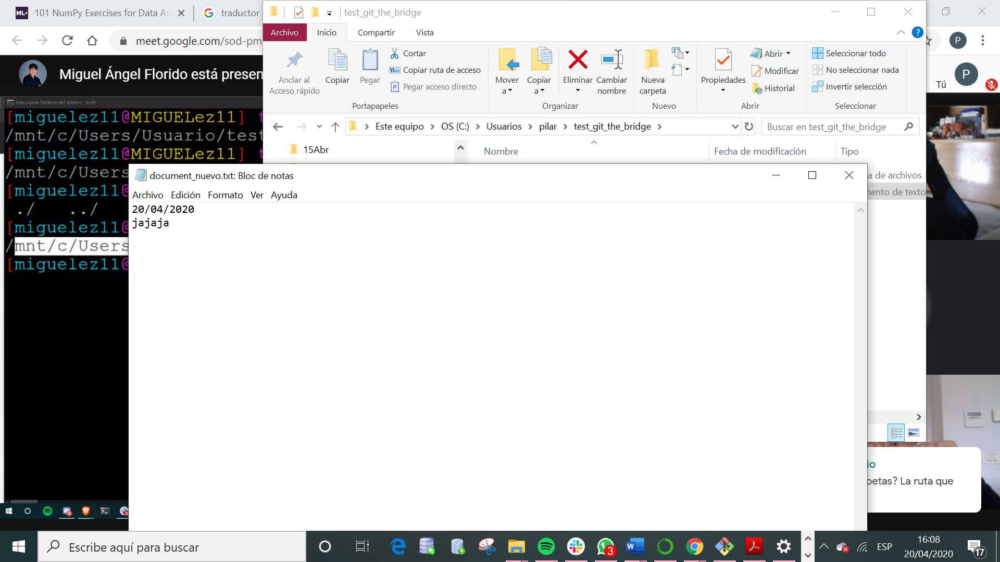 101 NumPy Exercises for Data An
traductor
test_git_the_bridge
meet.google.com/sod-pm
Archivo Inicio Compartir Vista
P
Miguel Ángel Florido está presen
Anclar al Acceso rápido
Copiar
Pegar
Cortar
Copiar ruta de acceso
Pegar acceso directo
Portapapeles
Mover a
Copiar a
Eliminar
Cambiar nombre
Organizar
Nueva carpeta
Nuevo
Propiedades
Abrir
Modificar
Historial
Abrir
Seleccionar todo
No seleccionar nada
Invertir selección
Seleccionar
Tú
P
Seleccionar Símbolo del sistema - bash
[miguelez11@MIGUELez11] t
/mnt/c/Users/Usuario/test
[miguelez11@MIGUELez11] t
/mnt/c/Users
[miguelez11@
./ ../
[miguelez11@
/mnt/c/Users
[miguelez11@
Este equipo OS (C:) Usuarios pilar test_git_the_bridge
Buscar en test_git_the_bridge
15Abr
Nombre Fecha de modificación Tipo
a de archivos
mento de texto
document_nuevo.txt: Bloc de notas
Archivo Edición Formato Ver Ayuda
20/04/2020
jajaja
io
petas? La ruta que
Escribe aquí para buscar
3
ESP
16:08
20/04/2020
17